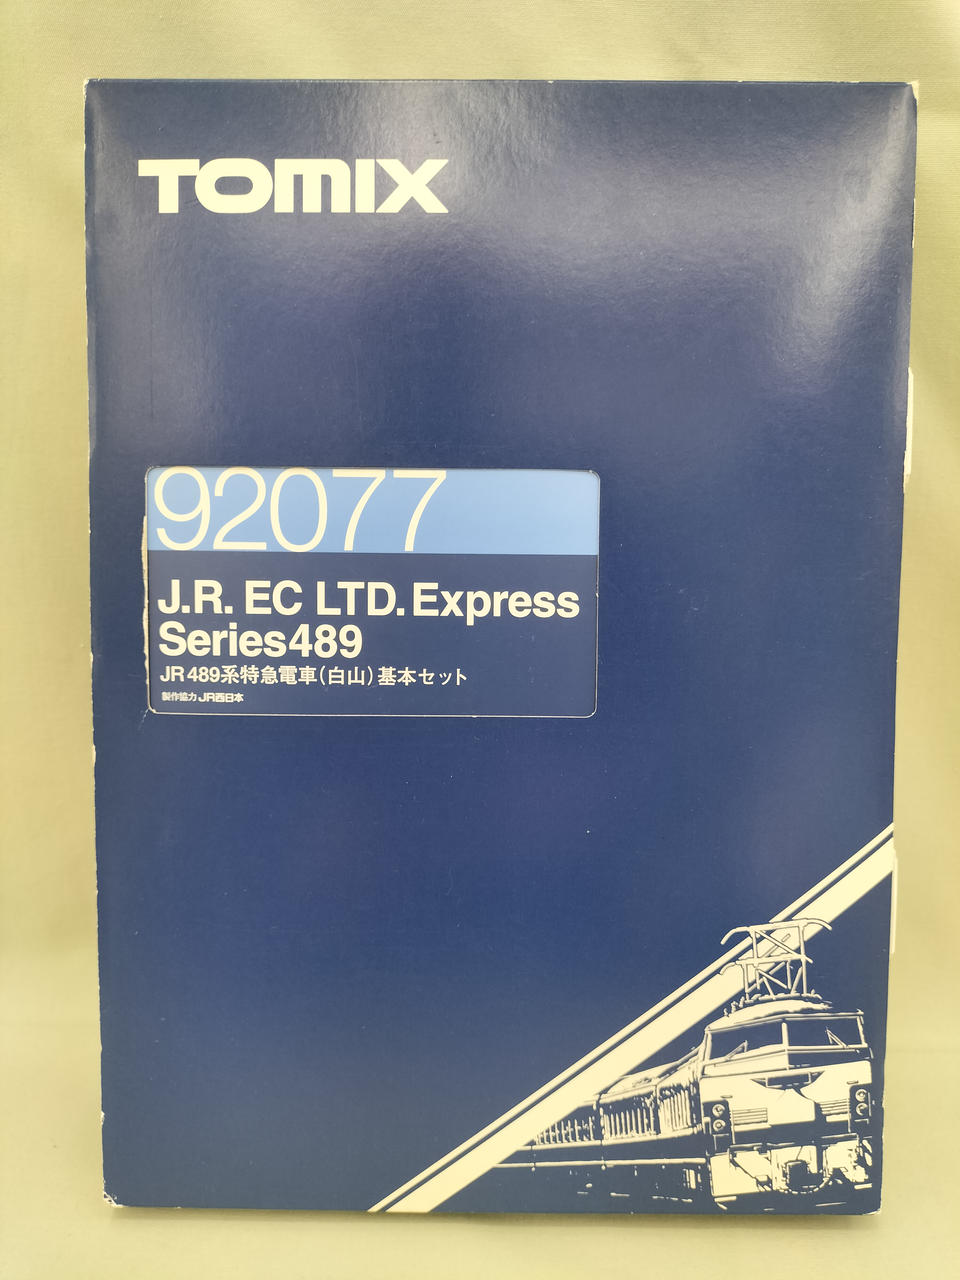 TOMIX
92077
J.R. EC LTD. Express
Series489
JR 489系特急電車(白山)基本セット
製作協力 JR西日本